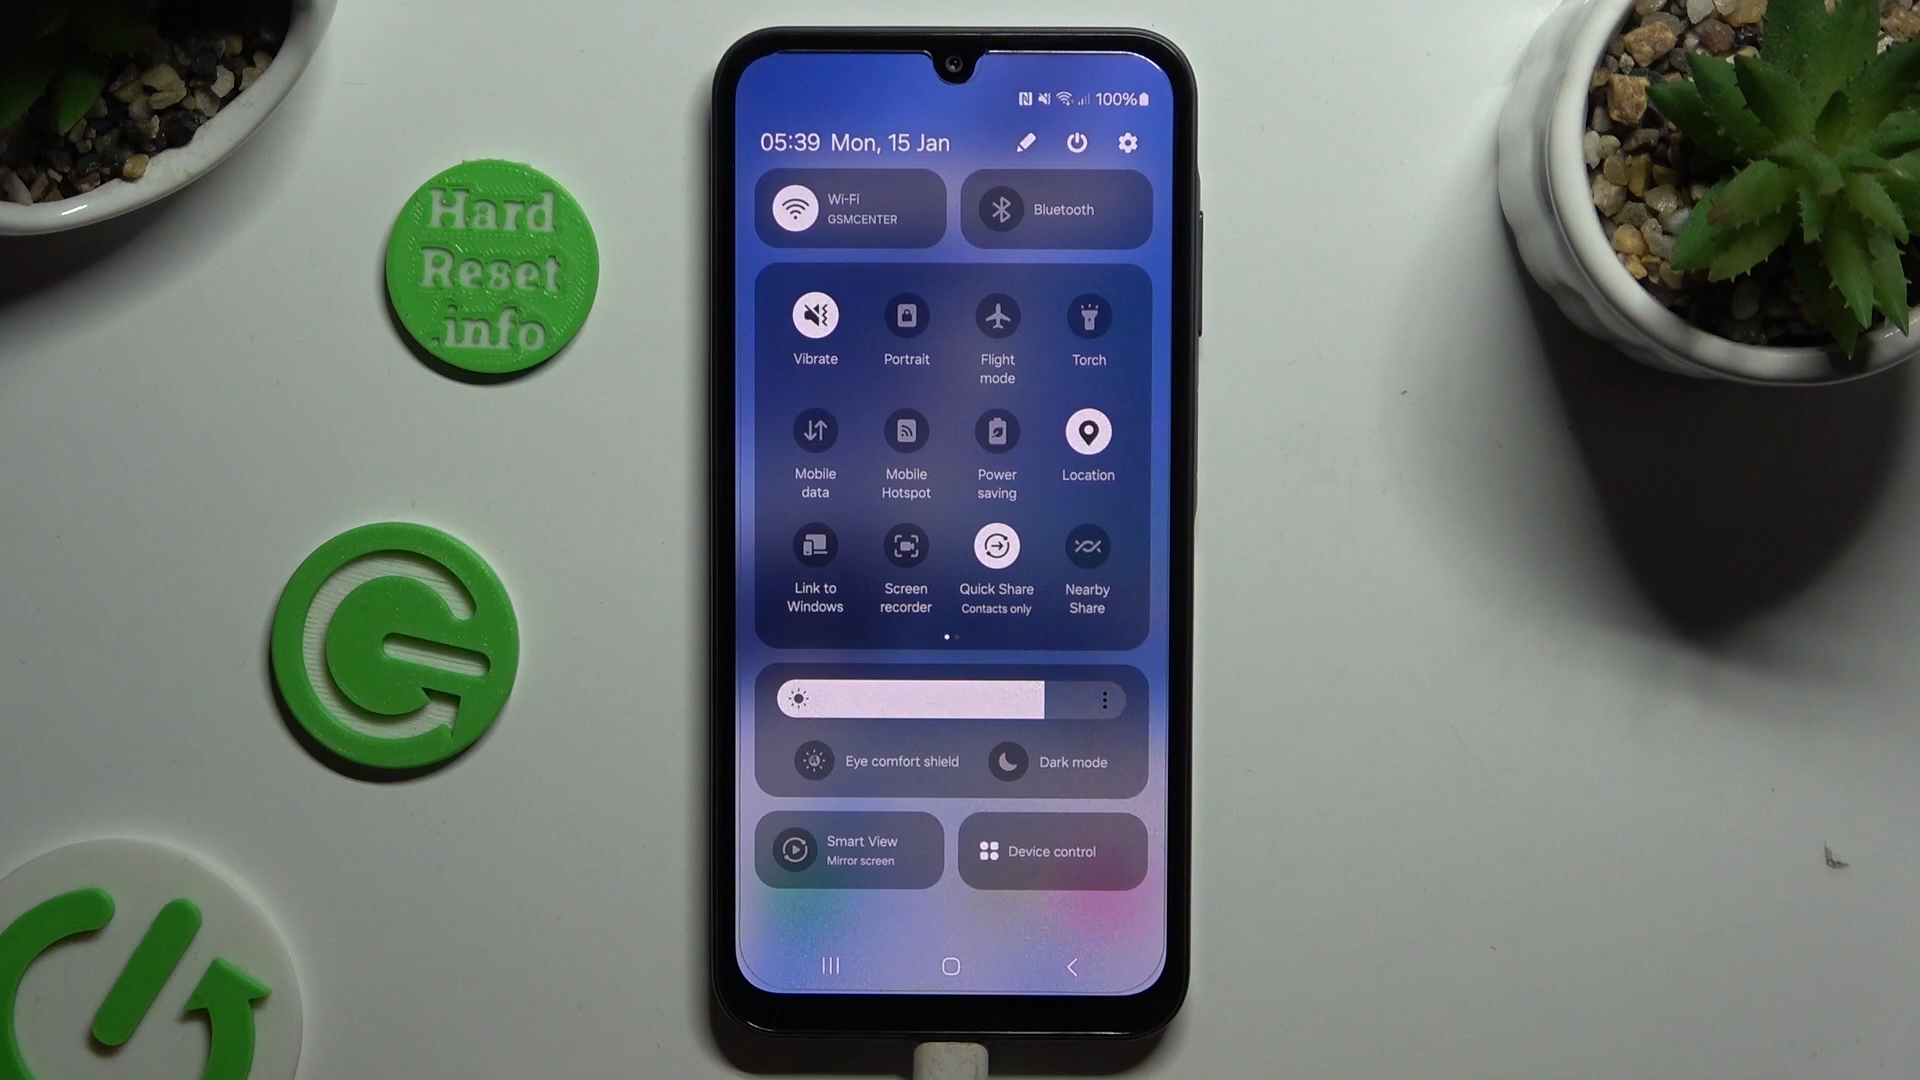 Hard
Reset
.info
100%
05:39 Mon, 15 Jan
Wi-Fi
GSMCENTER
Bluetooth
Vibrate
Portrait
Flight
mode
Torch
Mobile
data
Mobile
Hotspot
Power
saving
Location
Link to
Windows
Screen
recorder
Quick Share
Contacts only
Nearby
Share
Eye comfort shield
Dark mode
Smart View
Mirror screen
Device control